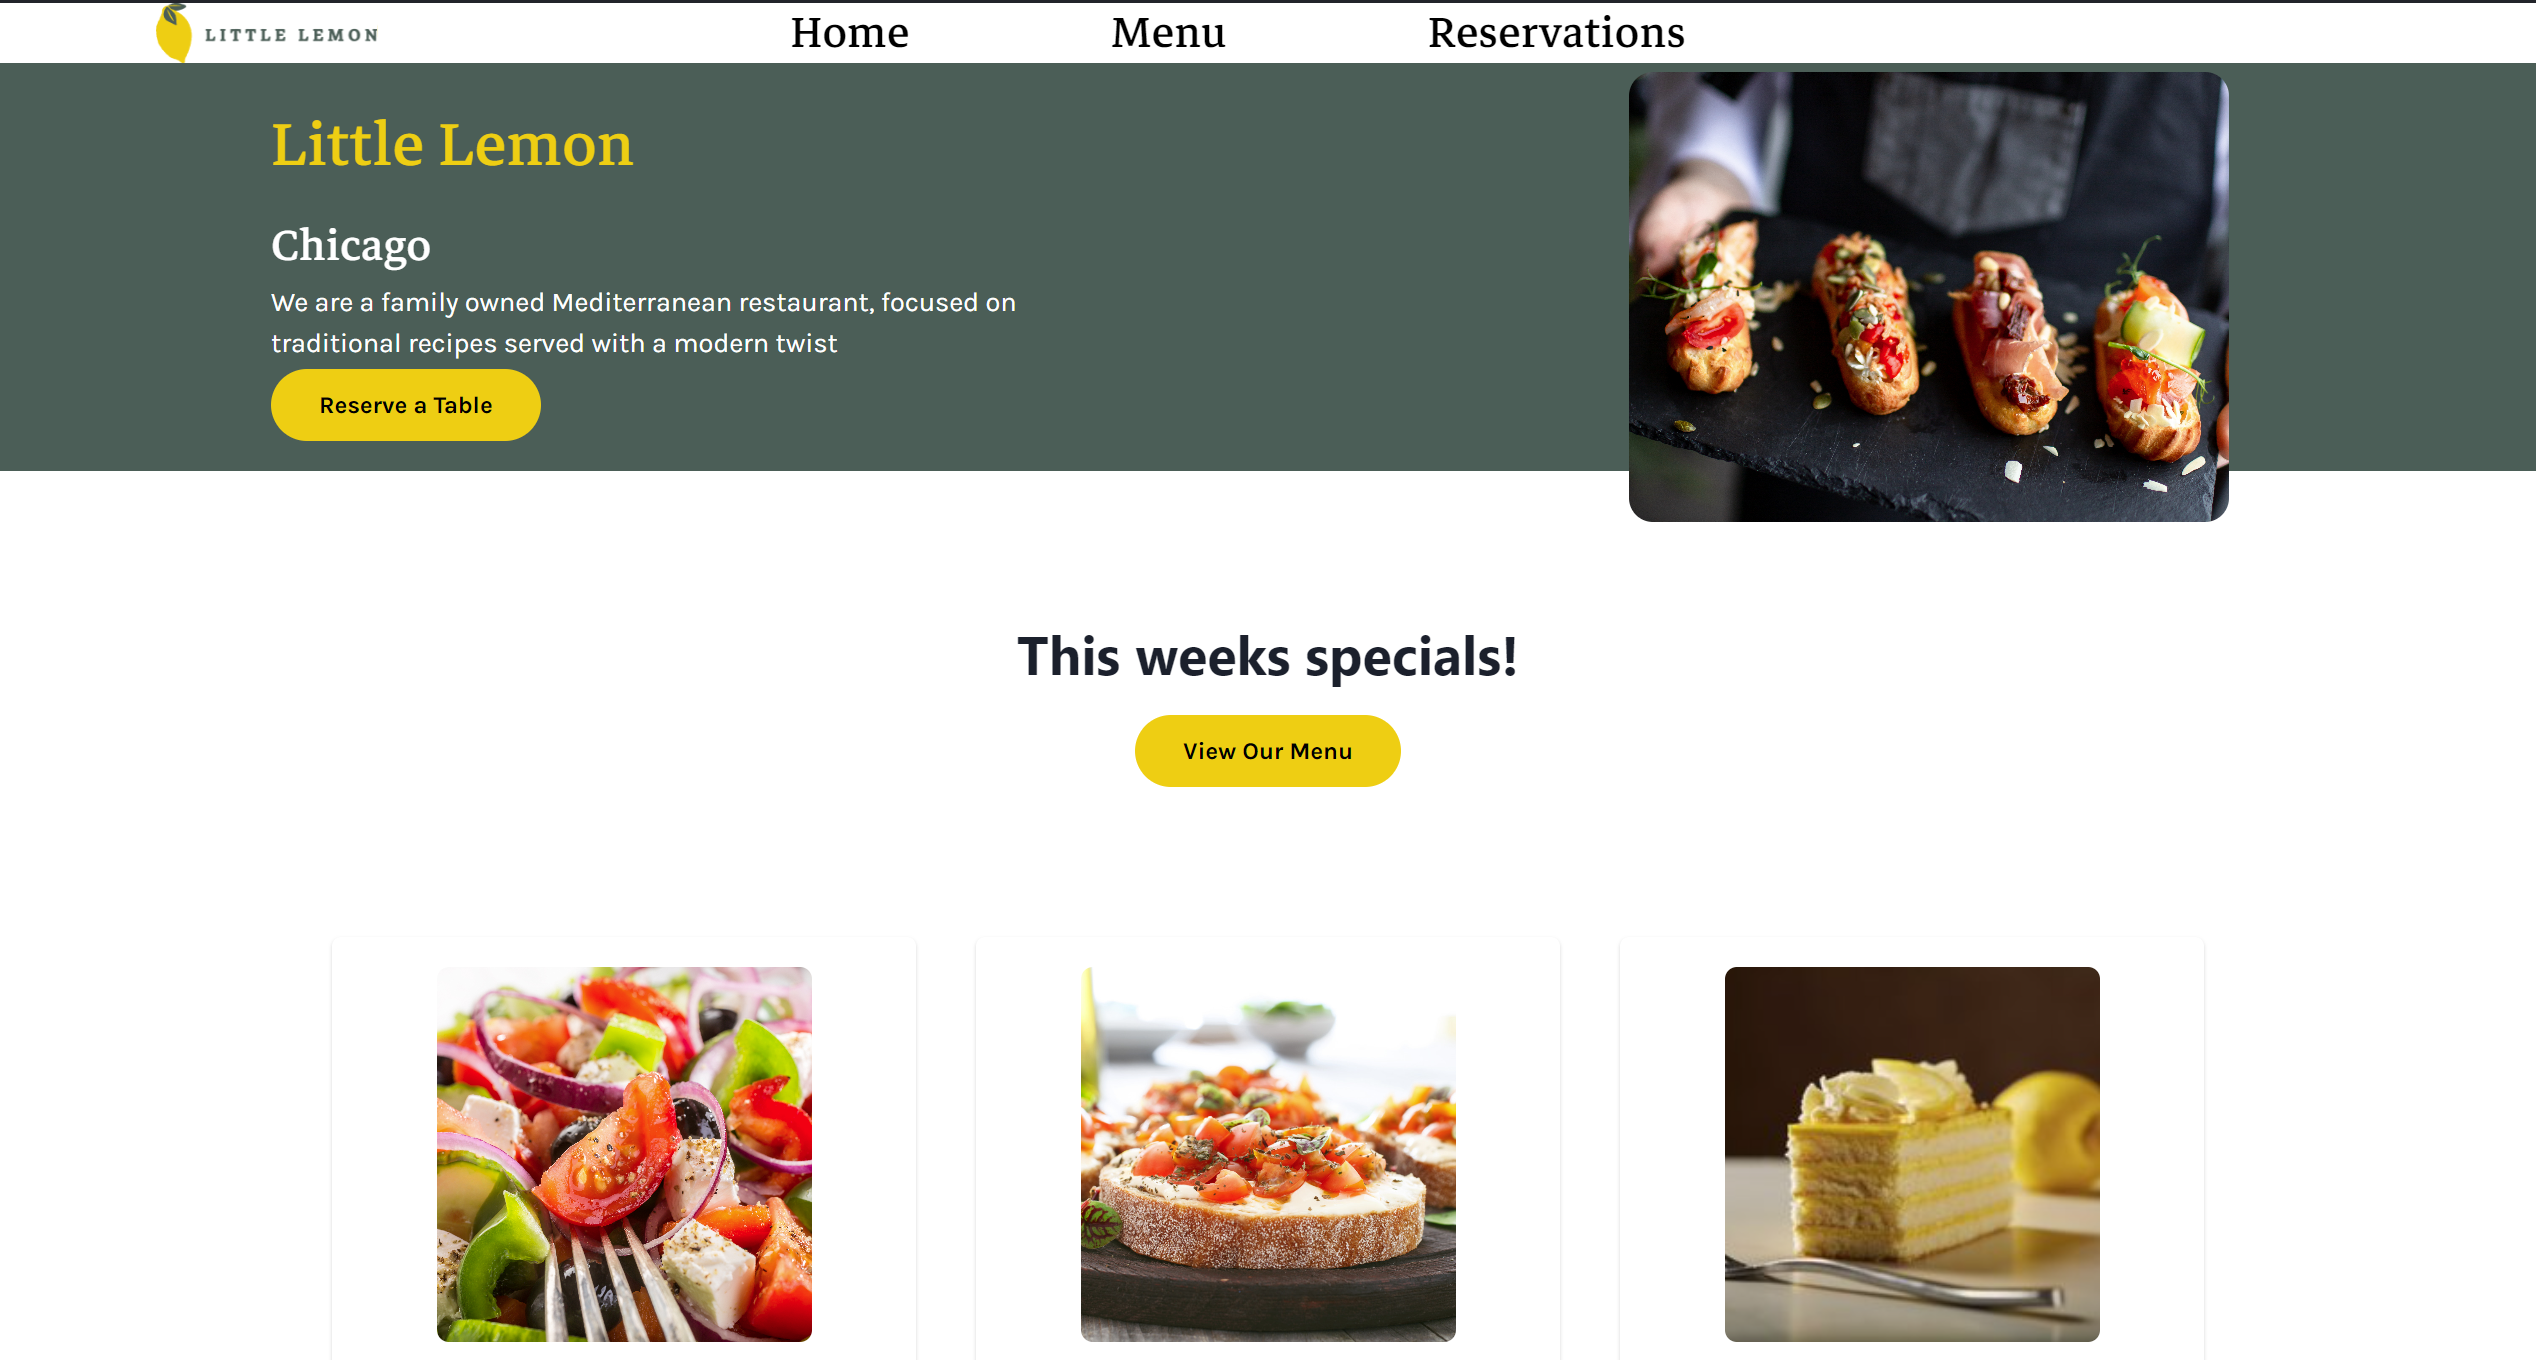 LITTLE LEMON
Home
Menu
Reservations
Little Lemon
Chicago
We are a family owned Mediterranean restaurant, focused on
traditional recipes served with a modern twist
Reserve a Table
This weeks specials!
View Our Menu